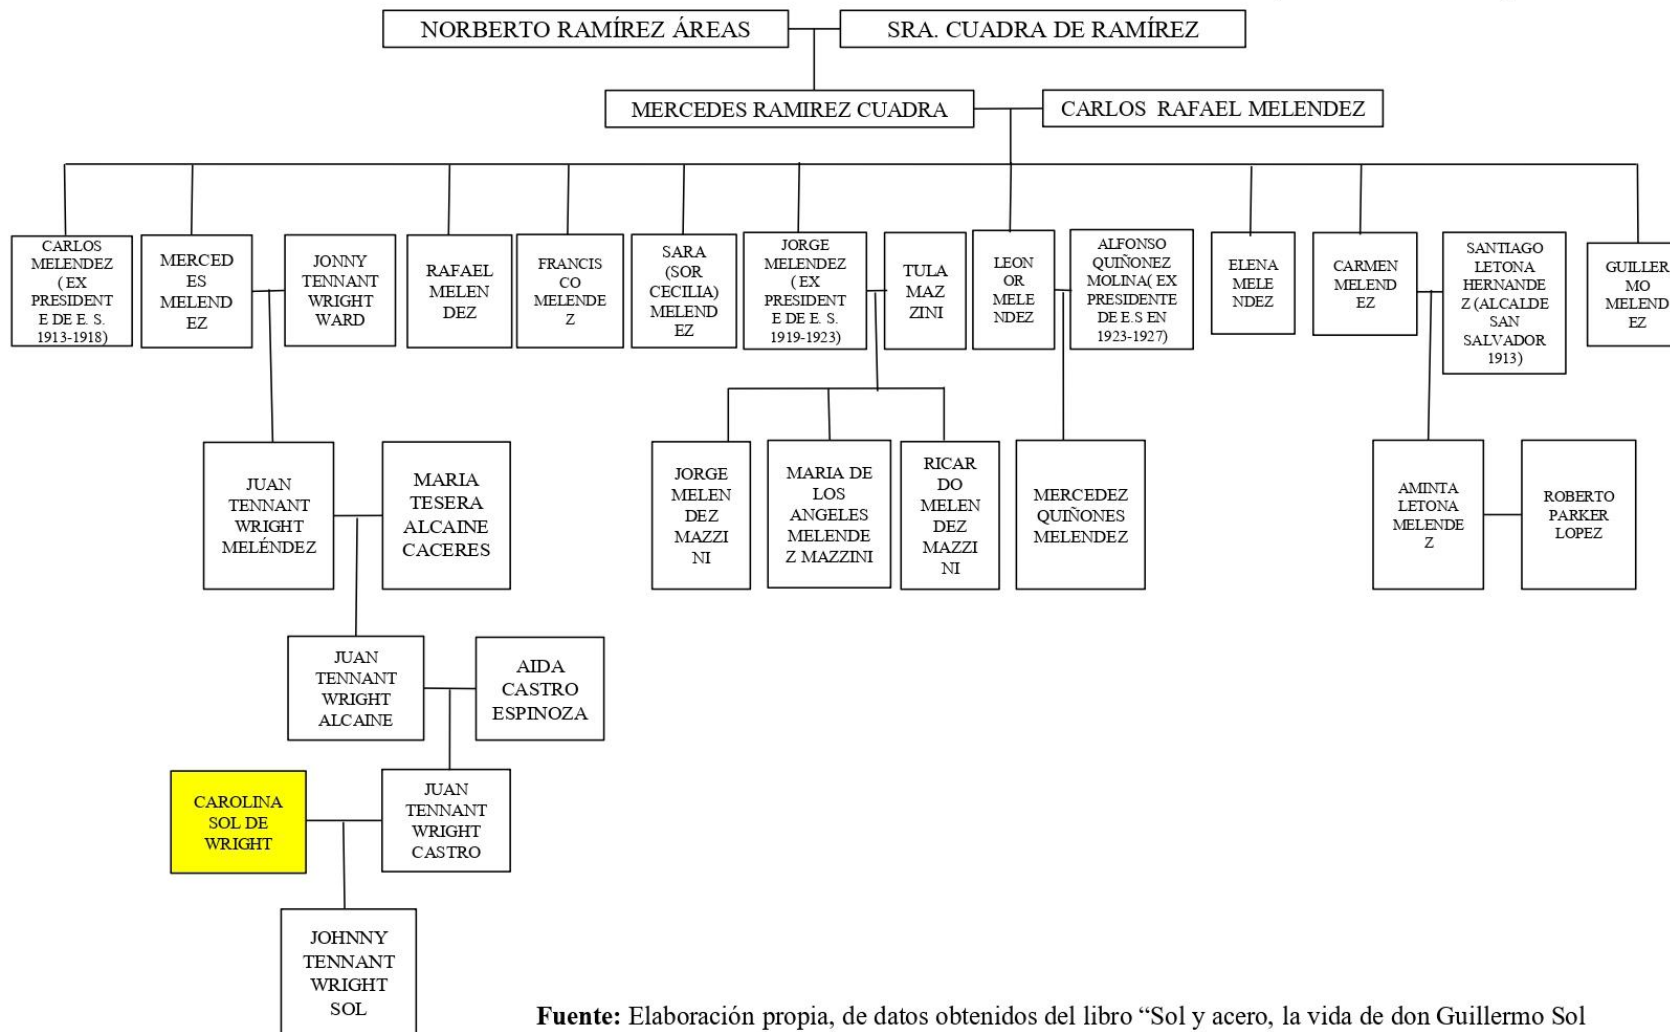 NORBERTO RAMÍREZ ÁREAS
SRA. CUADRA DE RAMÍREZ
MERCEDES RAMIREZ CUADRA
CARLOS RAFAEL MELENDEZ
CARLOS
MELENDEZ
( EX
PRESIDENT
E DE E. S.
1913-1918)
MERCED
ES
MELEND
EZ
JONNY
TENNANT
WRIGHT
WARD
RAFAEL
MELEN
DEZ
FRANCIS
CO
MELENDE
Z
SARA
(SOR
CECILIA)
MELEND
EZ
JORGE
MELENDEZ
( EX
PRESIDENT
E DE E. S.
1919-1923)
TULA
MAZ
ZINI
LEON
OR
MELE
NDEZ
ALFONSO
QUIÑONEZ
MOLINA( EX
PRESIDENTE
DE E.S EN
1923-1927)
ELENA
MELE
NDEZ
CARMEN
MELEND
EZ
SANTIAGO
LETONA
HERNANDE
Z (ALCALDE
SAN
SALVADOR
1913)
GUILLER
MO
MELEND
EZ
JUAN
TENNANT
WRIGHT
MELÉNDEZ
MARIA
TESERA
ALCAINE
CACERES
JORGE
MELEN
DEZ
MAZZI
NI
MARIA DE
LOS
ANGELES
MELENDE
Z MAZZINI
RICAR
DO
MELEN
DEZ
MAZZI
NI
MERCEDEZ
QUIÑONES
MELENDEZ
AMINTA
LETONA
MELENDE
Z
ROBERTO
PARKER
LOPEZ
JUAN
TENNANT
WRIGHT
ALCAINE
AIDA
CASTRO
ESPINOZA
CAROLINA
SOL DE
WRIGHT
JUAN
TENNANT
WRIGHT
CASTRO
JOHNNY
TENNANT
WRIGHT
SOL
Fuente: Elaboración propia, de datos obtenidos del libro “Sol y acero, la vida de don Guillermo Sol